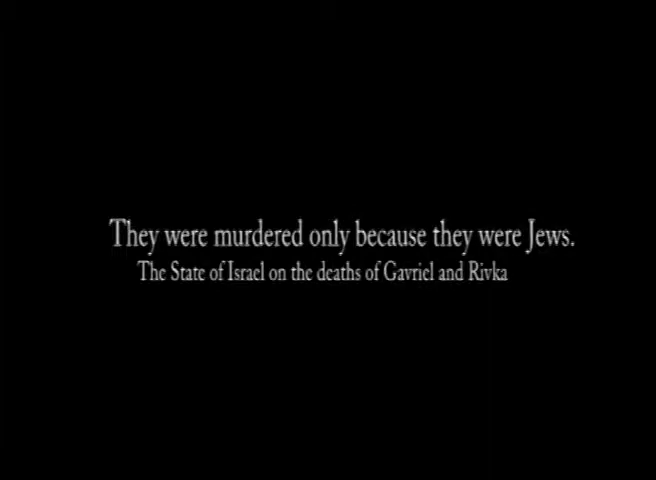 They were murdered only because they were Jews.
The State of Israel on the deaths of Gavriel and Rivka